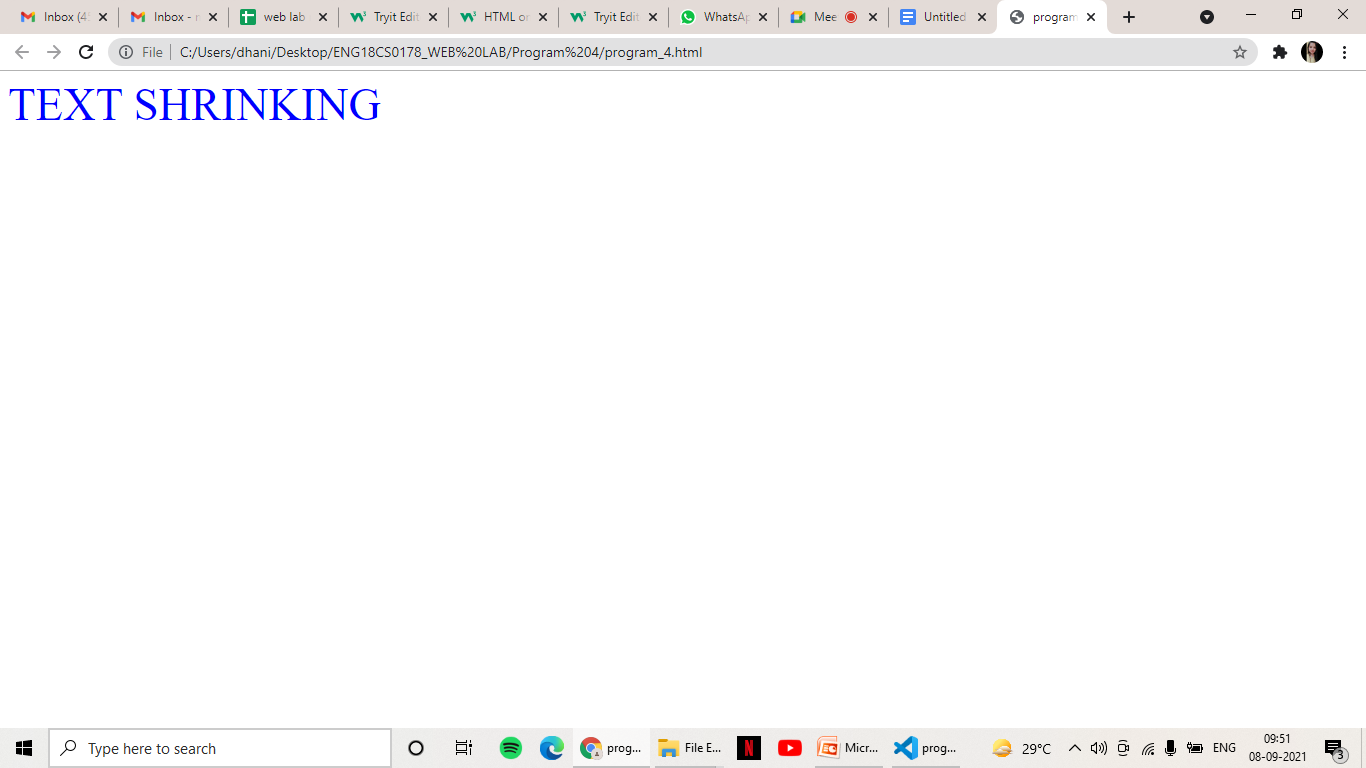 Inbox (4 Inbox - r web lab Tryit Edit HTML or Tryit Edit WhatsAp Mee Untitled program
File C:/Users/dhani/Desktop/ENG18CS0178_WEB%20LAB/Program%204/program_4.html
TEXT SHRINKING
Type here to search prog... File E... Micr... prog... 29°C ENG 09:51
08-09-2021 3